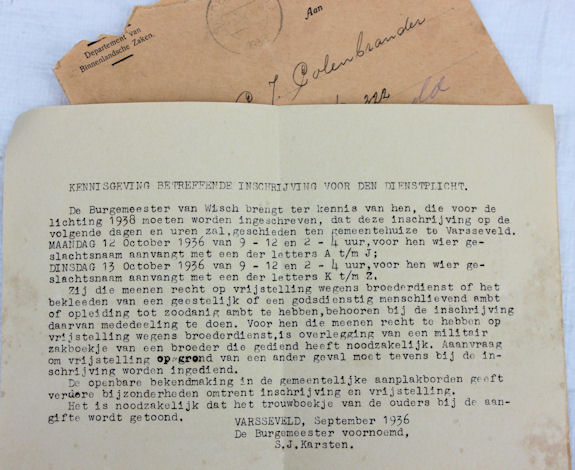 Departement van
Binnenlandsche Zaken.
Aan
C. J. Colenbrander
222
KENNISGEVING BETREFFENDE INSCHRIJVING VOOR DEN DIENSTPLICHT.
De Burgemeester van Wisch brengt ter kennis van hen, die voor de
lichting 1938 moeten worden ingeschreven, dat deze inschrijving op de
volgende dagen en uren zal,geschieden ten gemeentehuize te Varsseveld.
MAANDAG 12 October 1936 van 9 - 12 en 2 - 4 uur,voor hen wier ge-
slachtsnaam aanvangt met een der letters A t/m J;
DINSDAG 13 October 1936 van 9 - 12 en 2 - 4 uur,voor hen wier ge-
slachtsnaam aanvangt met een der letters K t/m Z.
Zij die meenen recht op vrijstelling wegens broederdienst of het
bekleeden van een geestelijk of een godsdienstig menschlievend ambt
of opleiding tot zoodanig ambt te hebben,behooren bij de inschrijving
daarvan mededeeling te doen. Voor hen die meenen recht te hebben op
vrijstelling wegens broederdienst,is overlegging van een militair
zakboekje van een broeder die gediend heeft noodzakelijk. Aanvraag
om vrijstelling op grond van een ander geval moet tevens bij de in-
schrijving worden ingediend.
De openbare bekendmaking in de gemeentelijke aanplakborden geeft
verdere bijzonderheden omtrent inschrijving en vrijstelling.
Het is noodzakelijk dat het trouwboekje van de ouders bij de aan-
gifte wordt getoond.
VARSSEVELD, September 1936
De Burgemeester voornoemd,
S.J.Karsten.